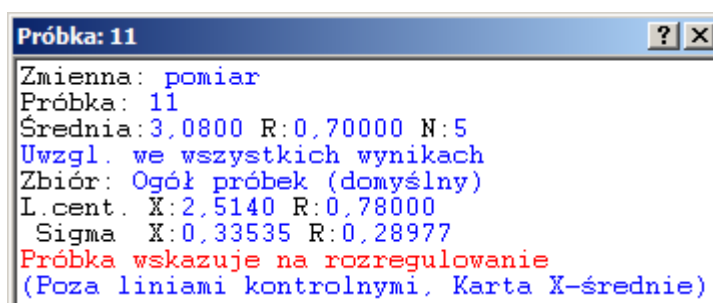 Próbka: 11
Zmienna: pomiar
Próbka: 11
Średnia:3,0800 R:0,70000 N:5
Uwzgl. we wszystkich wynikach
Zbiór: Ogół próbek (domyślny)
L.cent. X:2,5140 R:0,78000
Sigma X:0,33535 R:0,28977
Próbka wskazuje na rozregulowanie
(Poza liniami kontrolnymi, Karta X-średnie)